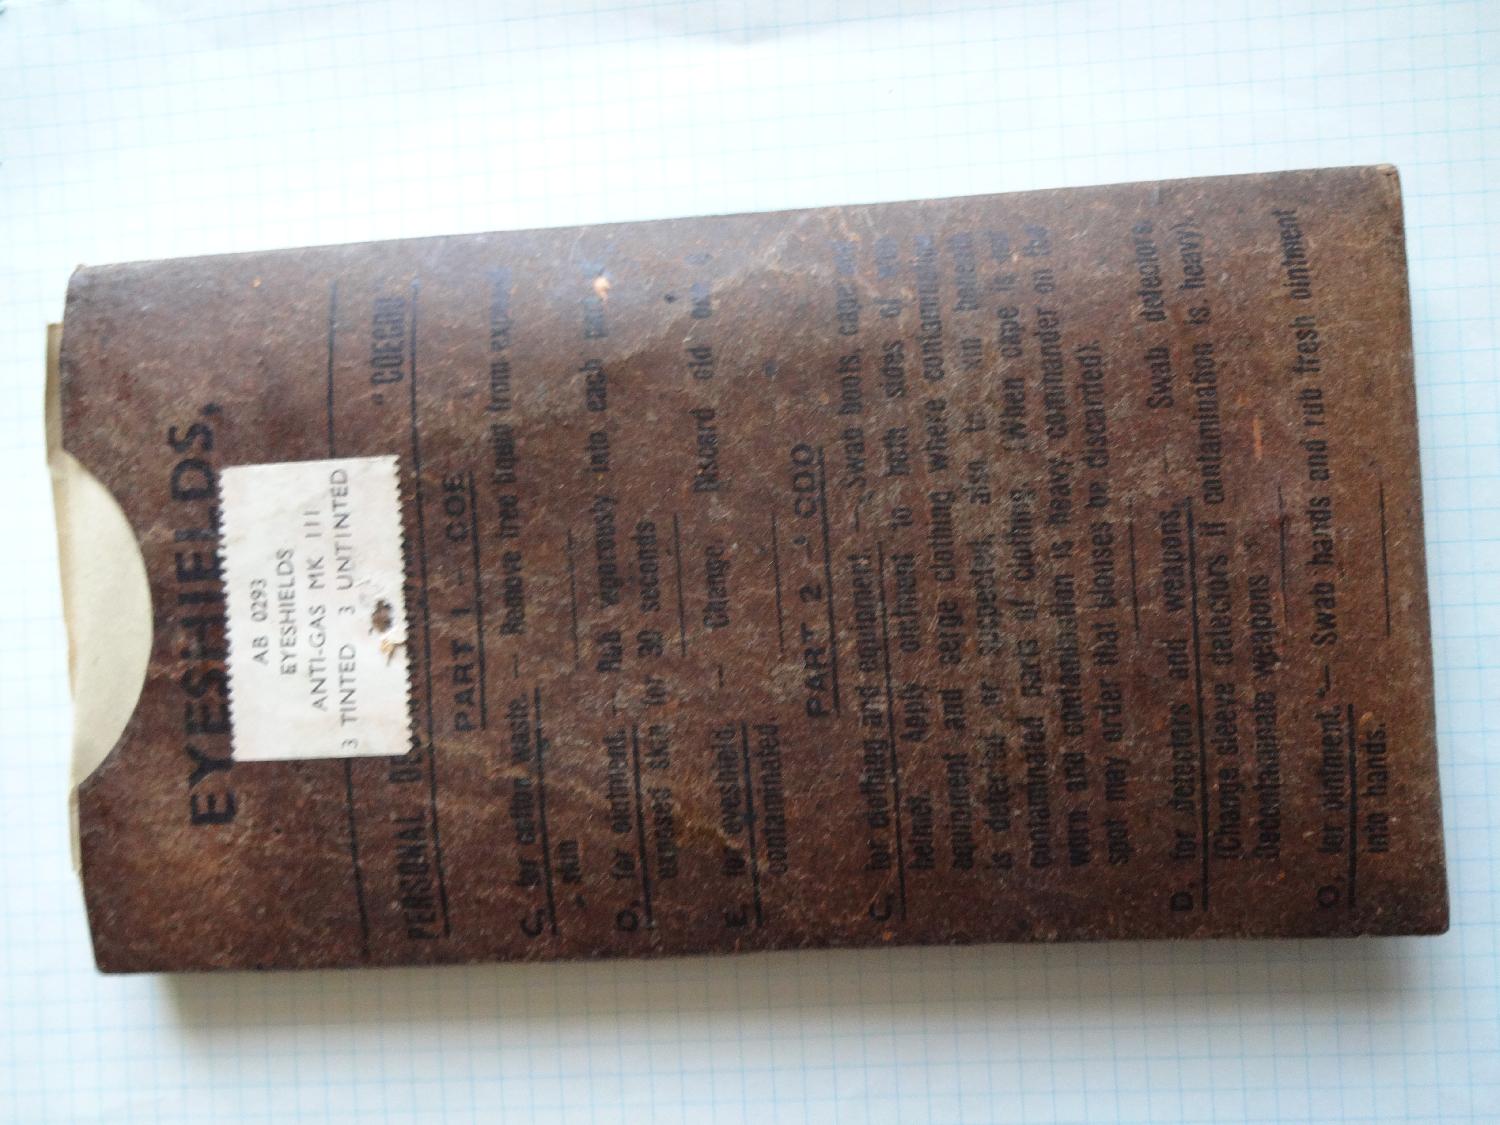 EYESHIELDS,
AB 0293
EYESHIELDS
ANTI-GAS MK III
3 TINTED 3 UNTINTED
PERSONAL "COECDO
PART 1 - COE
C, for cotton waste. — Remove free liquid from
skin
O, for ointment. — Rub vigorously into each
exposed skin for 30 seconds
E, for eyeshield. — Change. Discard old one
contaminated
PART 2 - CDO
C, for clothing and equipment. — Swab boots, cape and
helmet. Apply ointment to both sides of
equipment and serge clothing where contamination
is detected or suspected, also to beneath
contaminated parts of clothing. (When cape is not
worn and contamination is heavy, commander on the
spot may order that blouses be discarded).
D, for detectors and weapons. — Swab detectors.
(Change sleeve detectors if contamination is heavy).
Decontaminate weapons
O, for ointment. — Swab hands and rub fresh ointment
into hands.